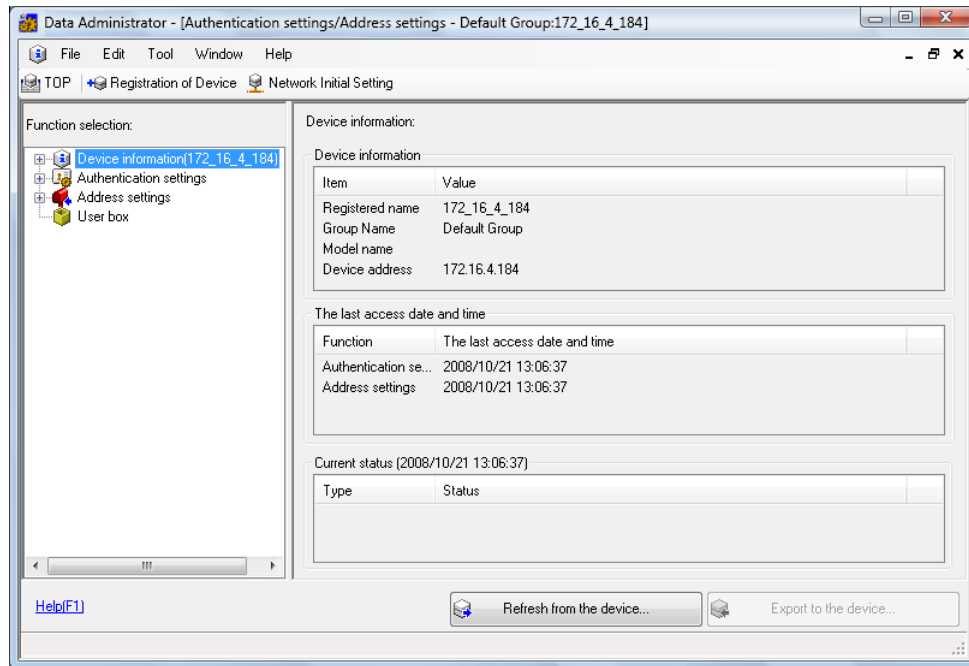 Data Administrator - [Authentication settings/Address settings - Default Group:172_16_4_184]
File Edit Tool Window Help
TOP Registration of Device Network Initial Setting
Function selection:
Device information(172_16_4_184)
Authentication settings
Address settings
User box
Device information:
Device information
Item Value
Registered name 172_16_4_184
Group Name Default Group
Model name
Device address 172.16.4.184
The last access date and time
Function The last access date and time
Authentication se... 2008/10/21 13:06:37
Address settings 2008/10/21 13:06:37
Current status (2008/10/21 13:06:37)
Type Status
Help(F1)
Refresh from the device...
Export to the device...